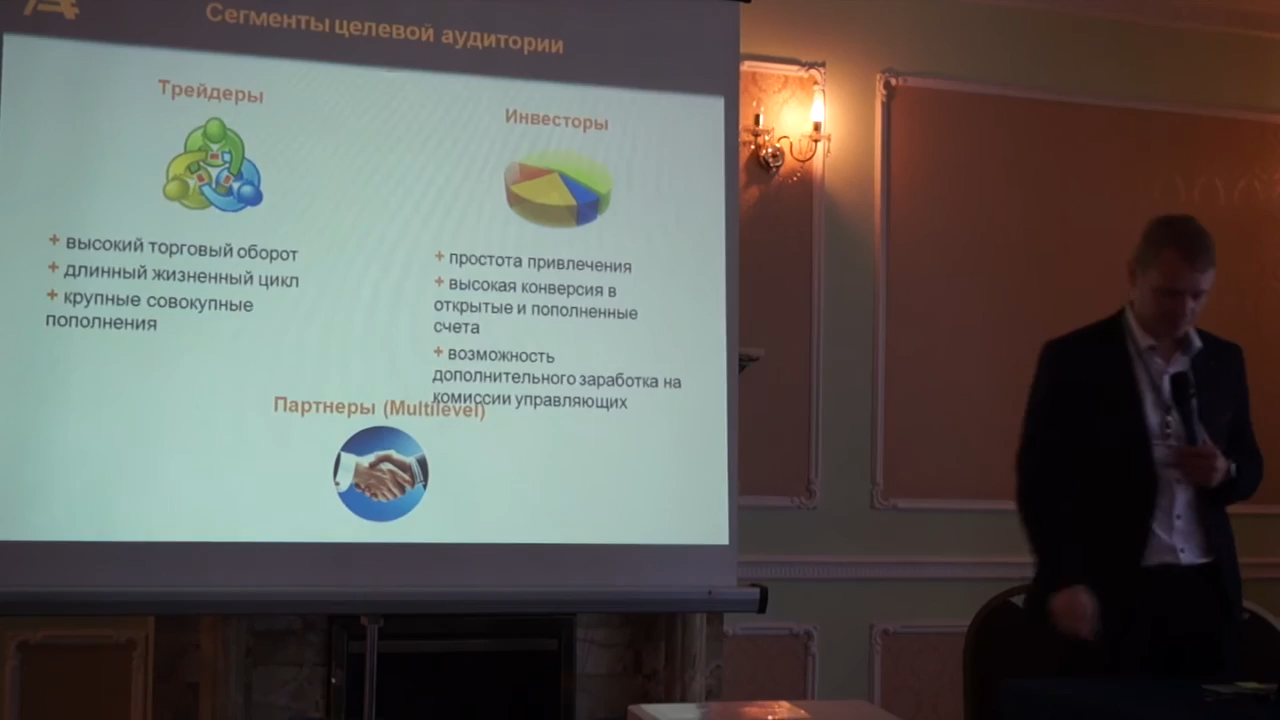 Сегменты целевой аудитории
Трейдеры
+ высокий торговый оборот
+ длинный жизненный цикл
+ крупные совокупные
пополнения
Инвесторы
+ простота привлечения
+ высокая конверсия в
открытые и пополненные
счета
+ возможность
дополнительного заработка на
комиссии управляющих
Партнеры (Multilevel)